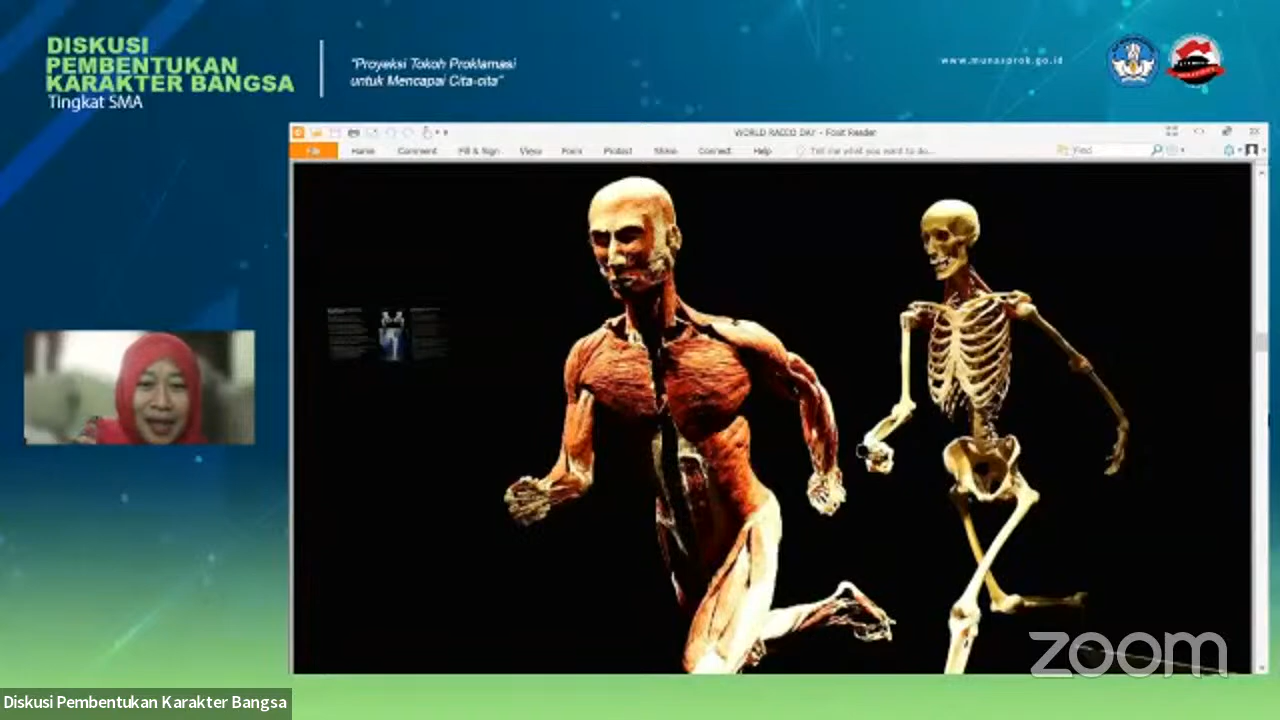 DISKUSI
PEMBENTUKAN
KARAKTER BANGSA
Tingkat SMA
"Proyeksi Tokoh Proklamasi
untuk Mencapai Cita-cita"
www.munasprok.go.id
WORLD RADIO DAY - Foxit Reader
File Home Comment Fill & Sign View Form Protect Share Connect Help Tell me what you want to do... Find
zoom
Diskusi Pembentukan Karakter Bangsa